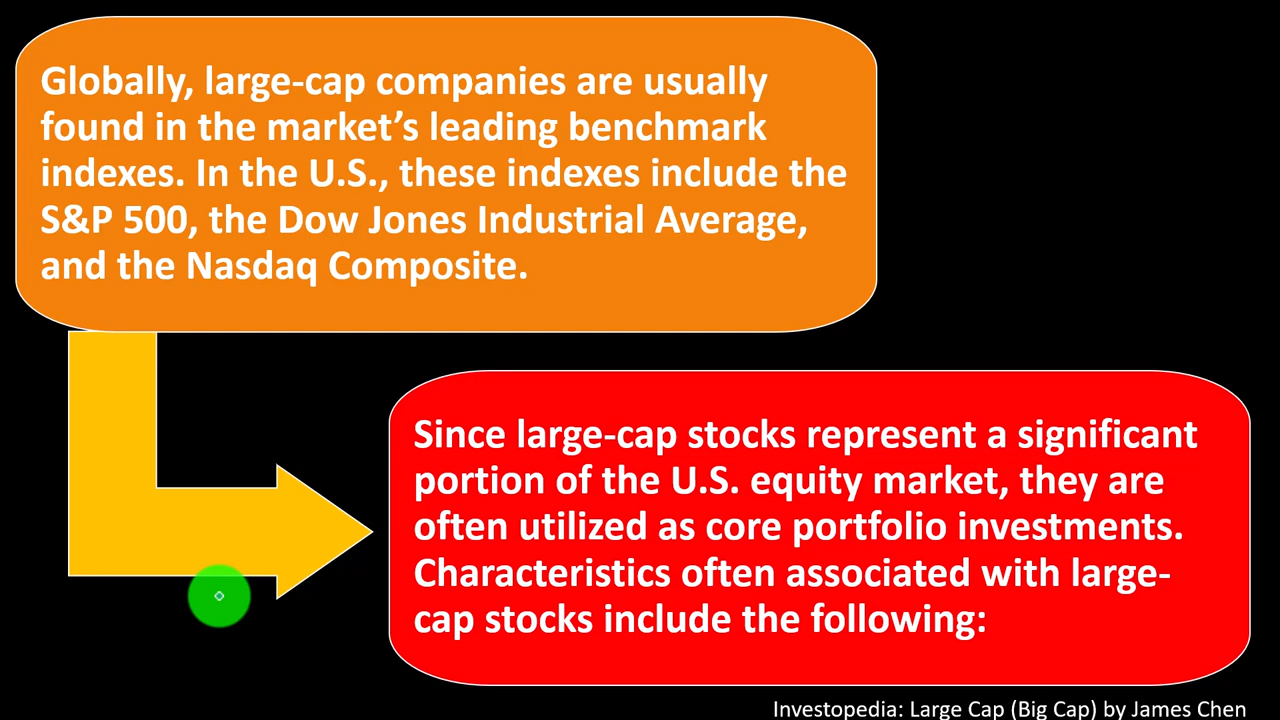 Globally, large-cap companies are usually
found in the market’s leading benchmark
indexes. In the U.S., these indexes include the
S&P 500, the Dow Jones Industrial Average,
and the Nasdaq Composite.
Since large-cap stocks represent a significant
portion of the U.S. equity market, they are
often utilized as core portfolio investments.
Characteristics often associated with large-
cap stocks include the following:
Investopedia: Large Cap (Big Cap) by James Chen